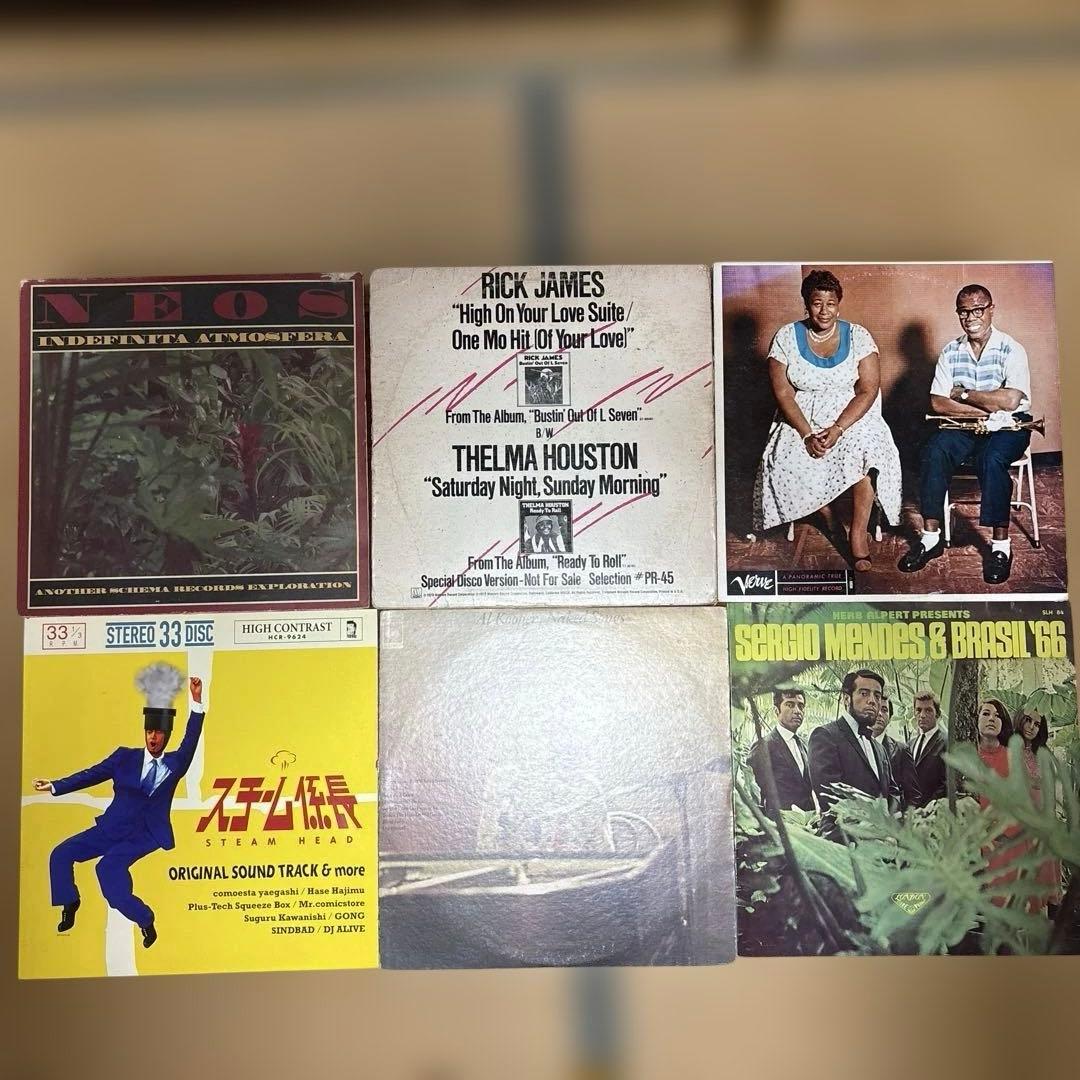 NEOS
INDEFINITA ATMOSFERA
ANOTHER SCHEMA RECORDS EXPLORATION
RICK JAMES
“High On Your Love Suite/
One Mo Hit (Of Your Love)”
RICK JAMES
Bustin' Out Of L Seven
From The Album, “Bustin' Out Of L Seven”
B/W
THELMA HOUSTON
“Saturday Night, Sunday Morning”
THELMA HOUSTON
Ready To Roll
From The Album, “Ready To Roll”
Special Disco Version-Not For Sale Selection #PR-45
Verve
A PANORAMIC TRUE
HIGH FIDELITY RECORD
33 1/3
R.P.M.
STEREO 33 DISC
HIGH CONTRAST
HCR-9624
スチーム係長
STEAM HEAD
ORIGINAL SOUND TRACK & more
comoesta yaegashi / Hase Hajimu
Plus-Tech Squeeze Box / Mr.comicstore
Suguru Kawanishi / GONG
SINDBAD / DJ ALIVE
Al Kooper Naked Songs
HERB ALPERT PRESENTS
SLH 84
SERGIO MENDES & BRASIL '66